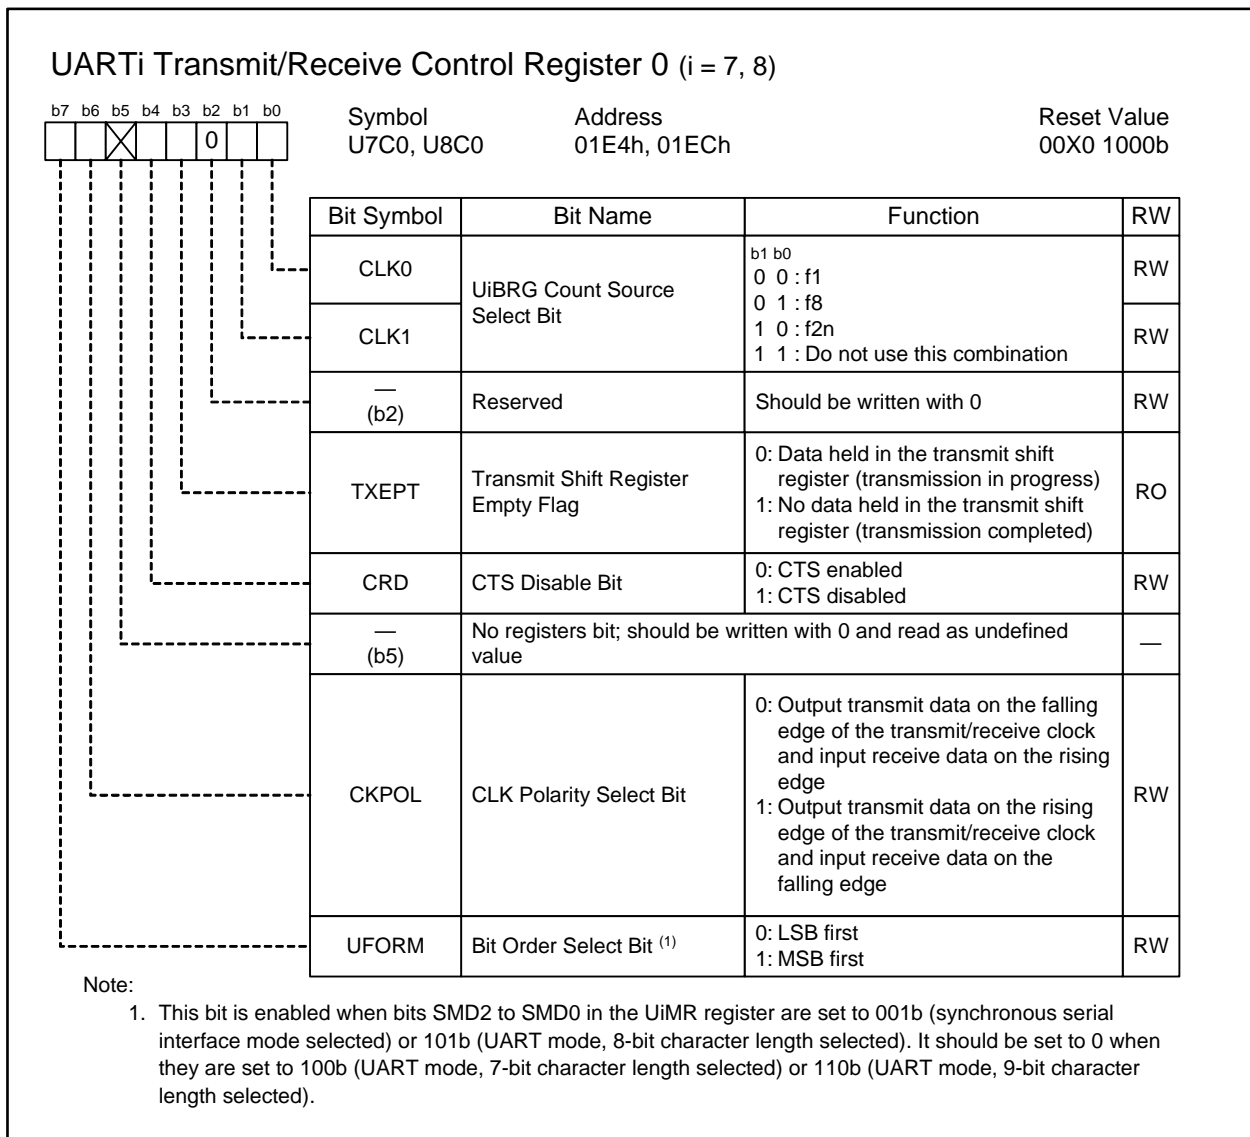 UARTi Transmit/Receive Control Register 0 (i = 7, 8)
b7 b6 b5 b4 b3 b2 b1 b0
0
Symbol Address Reset Value
U7C0, U8C0 01E4h, 01ECh 00X0 1000b
Bit Symbol Bit Name Function RW
CLK0
CLK1
UiBRG Count Source
Select Bit
b1 b0
0 0 : f1
0 1 : f8
1 0 : f2n
1 1 : Do not use this combination
RW
RW
—
(b2)
Reserved
Should be written with 0
RW
TXEPT
Transmit Shift Register
Empty Flag
0: Data held in the transmit shift
register (transmission in progress)
1: No data held in the transmit shift
register (transmission completed)
RO
CRD
CTS Disable Bit
0: CTS enabled
1: CTS disabled
RW
—
(b5)
No registers bit; should be written with 0 and read as undefined
value
—
CKPOL
CLK Polarity Select Bit
0: Output transmit data on the falling
edge of the transmit/receive clock
and input receive data on the rising
edge
1: Output transmit data on the rising
edge of the transmit/receive clock
and input receive data on the
falling edge
RW
UFORM
Bit Order Select Bit (1)
0: LSB first
1: MSB first
RW
Note:
1. This bit is enabled when bits SMD2 to SMD0 in the UiMR register are set to 001b (synchronous serial
interface mode selected) or 101b (UART mode, 8-bit character length selected). It should be set to 0 when
they are set to 100b (UART mode, 7-bit character length selected) or 110b (UART mode, 9-bit character
length selected).